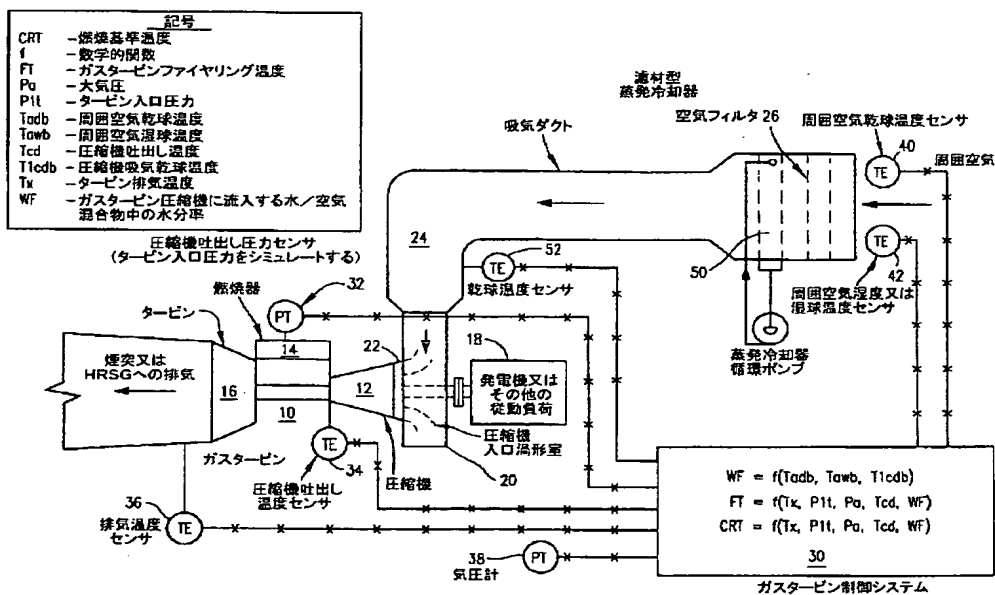 記号
CRT －燃焼基準温度
f －数学的関数
FT －ガスタービンファイヤリング温度
Pa －大気圧
P1t －タービン入口圧力
Tadb －周囲空気乾球温度
Tawb －周囲空気湿球温度
Tcd －圧縮機吐出し温度
T1cdb －圧縮機吸気乾球温度
Tx －タービン排気温度
WF －ガスタービン圧縮機に流入する水／空気
混合物中の水分率
濾材型
蒸発冷却器
吸気ダクト
空気フィルタ 26
周囲空気乾球温度センサ
40
TE
周囲空気
圧縮機吐出し圧力センサ
(タービン入口圧力をシミュレートする)
24
52
TE
乾球温度センサ
50
TE
42
周囲空気湿度又は
湿球温度センサ
蒸発冷却器
循環ポンプ
燃焼器
32
PT
タービン
14
22
18
煙突又は
HRSGへの排気
16
10
12
発電機又は
その他の
従動負荷
圧縮機
入口渦形室
20
ガスタービン
TE
34
圧縮機吐出し
温度センサ
圧縮機
36
排気温度
センサ
TE
38
気圧計
PT
WF = f(Tadb, Tawb, T1cdb)
FT = f(Tx, P1t, Pa, Tcd, WF)
CRT = f(Tx, P1t, Pa, Tcd, WF)
30
ガスタービン制御システム